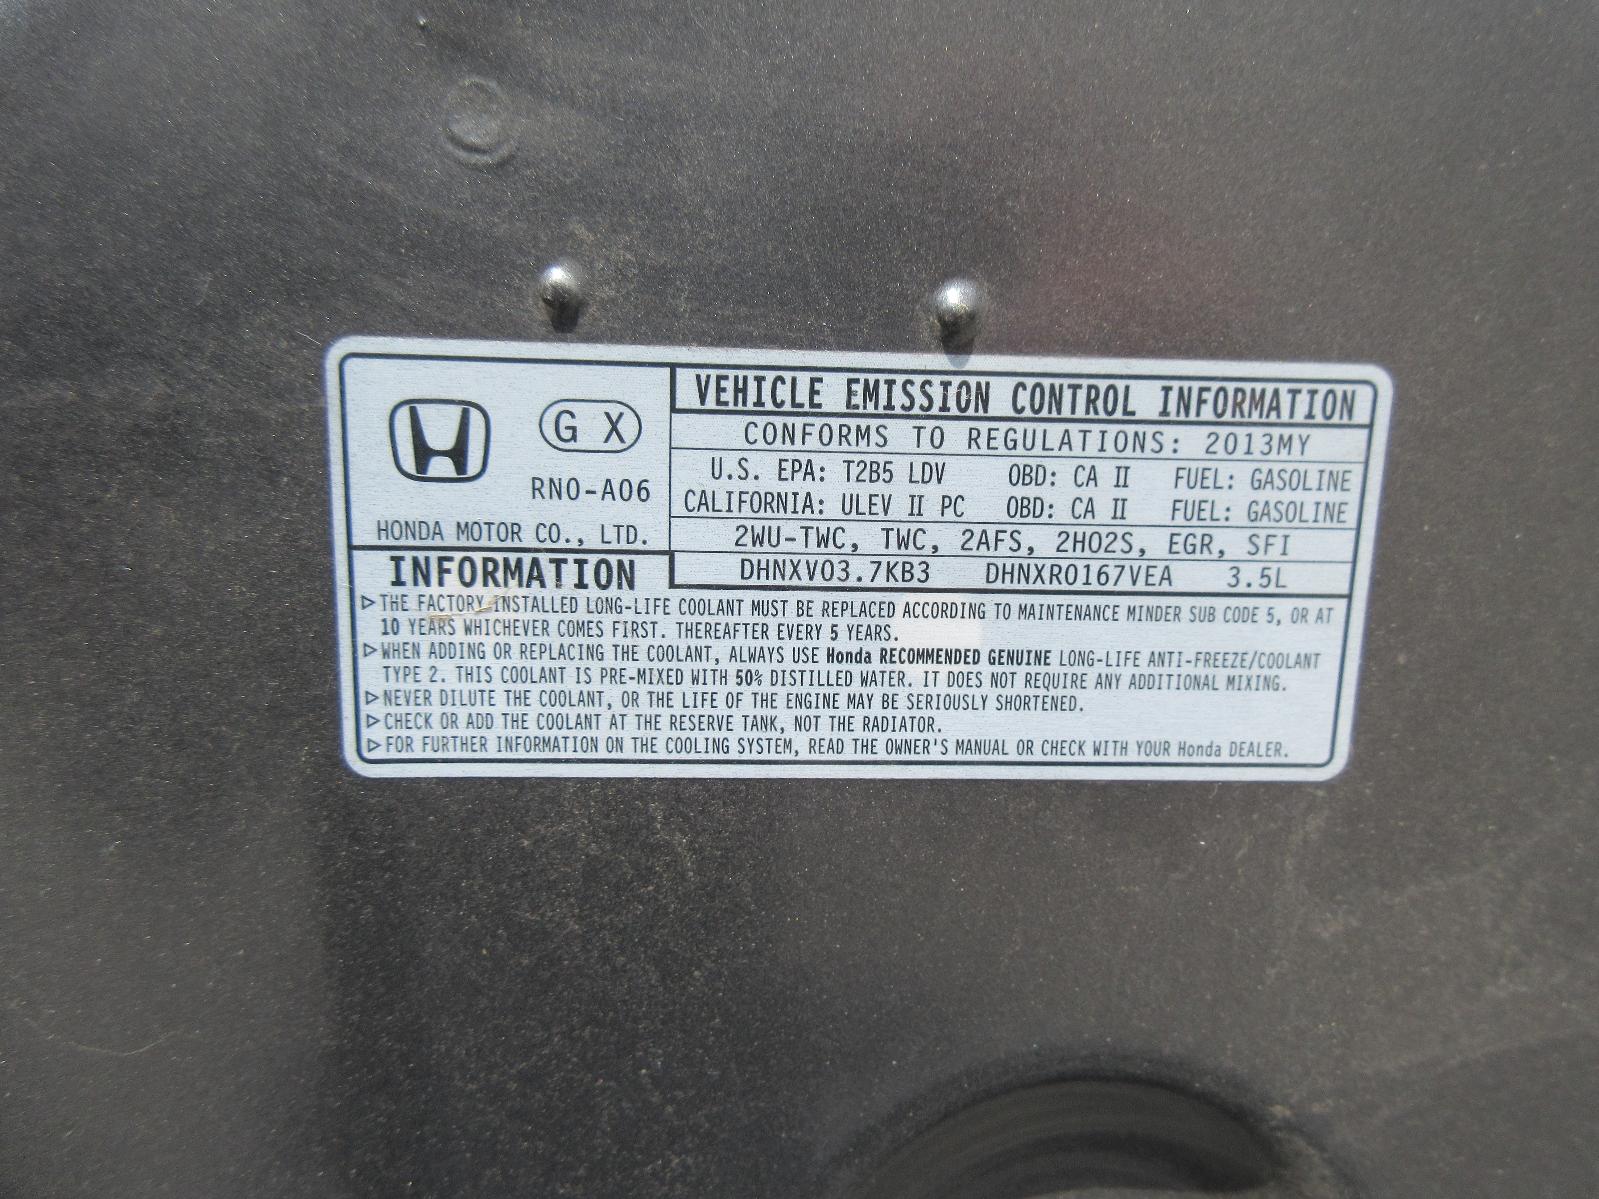 G X
RN0-A06
HONDA MOTOR CO., LTD.
VEHICLE EMISSION CONTROL INFORMATION
CONFORMS TO REGULATIONS: 2013MY
U.S. EPA: T2B5 LDV OBD: CA II FUEL: GASOLINE
CALIFORNIA: ULEV II PC OBD: CA II FUEL: GASOLINE
2WU-TWC, TWC, 2AFS, 2HO2S, EGR, SFI
DHNXV03.7KB3 DHNXR0167VEA 3.5L
INFORMATION
▷THE FACTORY INSTALLED LONG-LIFE COOLANT MUST BE REPLACED ACCORDING TO MAINTENANCE MINDER SUB CODE 5, OR AT
10 YEARS WHICHEVER COMES FIRST. THEREAFTER EVERY 5 YEARS.
▷WHEN ADDING OR REPLACING THE COOLANT, ALWAYS USE Honda RECOMMENDED GENUINE LONG-LIFE ANTI-FREEZE/COOLANT
TYPE 2. THIS COOLANT IS PRE-MIXED WITH 50% DISTILLED WATER. IT DOES NOT REQUIRE ANY ADDITIONAL MIXING.
▷NEVER DILUTE THE COOLANT, OR THE LIFE OF THE ENGINE MAY BE SERIOUSLY SHORTENED.
▷CHECK OR ADD THE COOLANT AT THE RESERVE TANK, NOT THE RADIATOR.
▷FOR FURTHER INFORMATION ON THE COOLING SYSTEM, READ THE OWNER'S MANUAL OR CHECK WITH YOUR Honda DEALER.